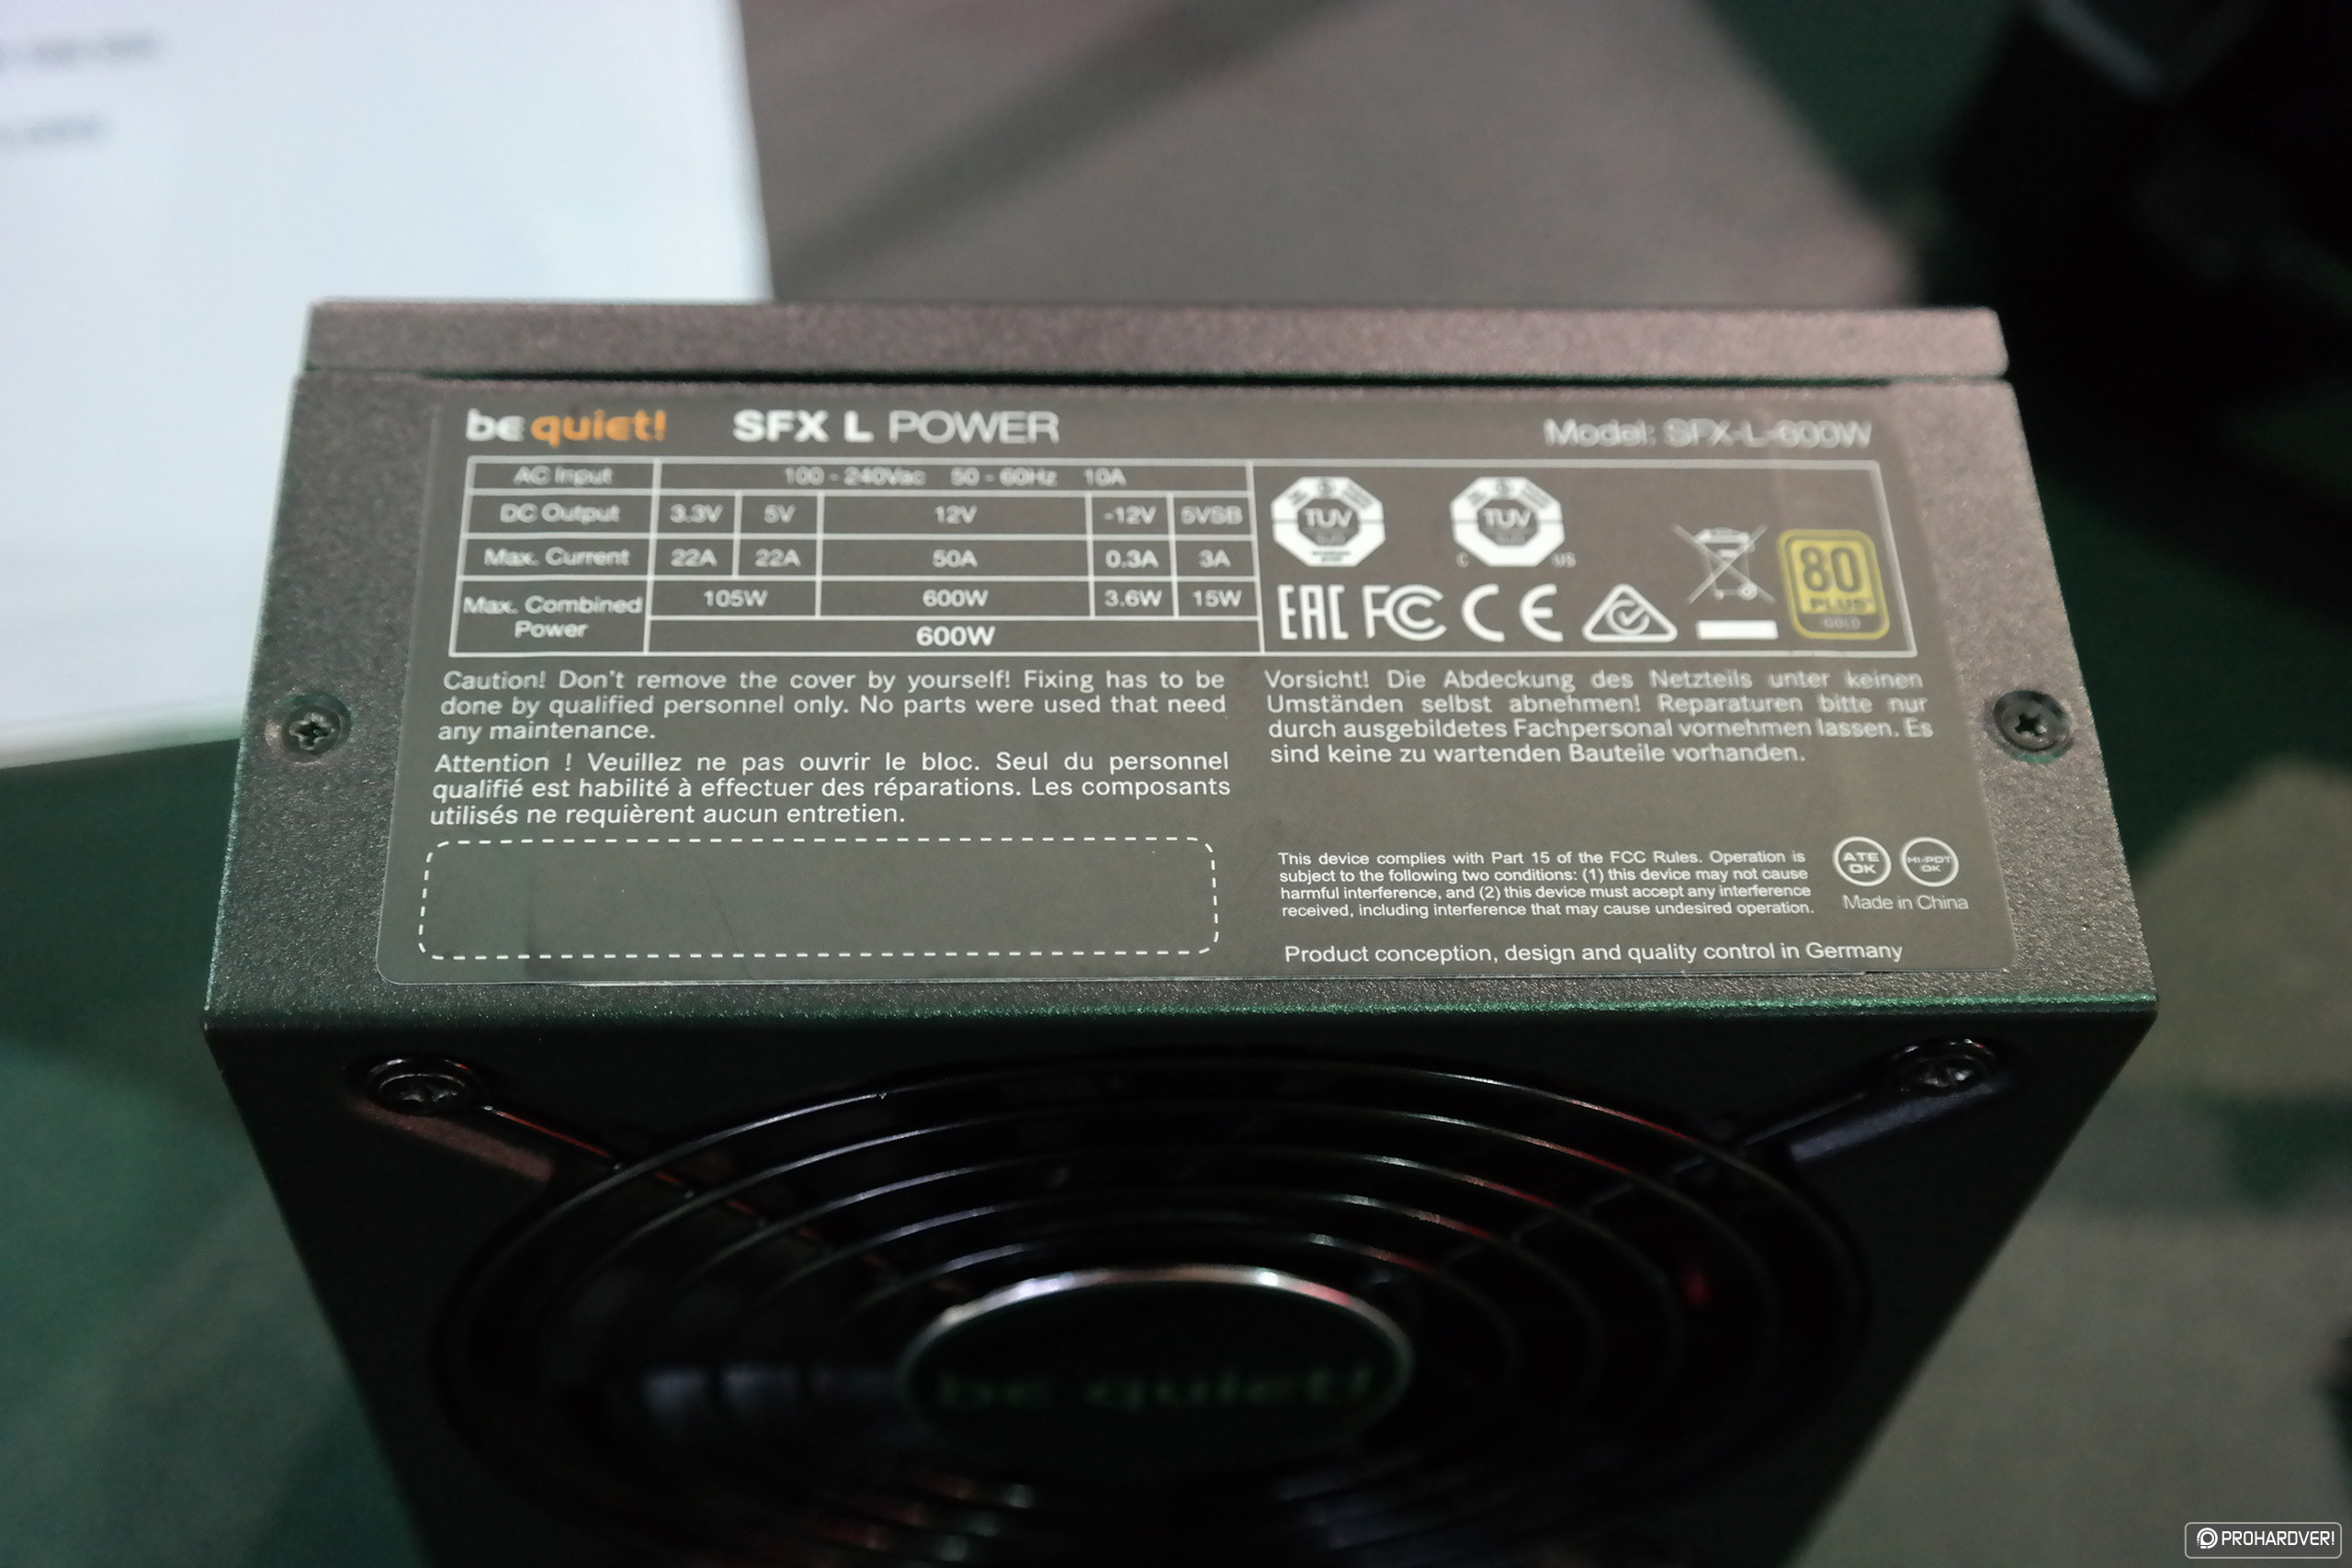 be quiet! SFX L POWER Model: SFX-L-600W
AC Input 100 - 240Vac 50 - 60Hz 10A
DC Output 3.3V 5V 12V -12V 5VSB
Max. Current 22A 22A 50A 0.3A 3A
Max. Combined Power 105W 600W 3.6W 15W
600W
TUV
SUD
TUV
SUD
C US
EAC FC CE
80
PLUS
GOLD
Caution! Don't remove the cover by yourself! Fixing has to be
done by qualified personnel only. No parts were used that need
any maintenance.
Attention ! Veuillez ne pas ouvrir le bloc. Seul du personnel
qualifié est habilité à effectuer des réparations. Les composants
utilisés ne requièrent aucun entretien.
Vorsicht! Die Abdeckung des Netzteils unter keinen
Umständen selbst abnehmen! Reparaturen bitte nur
durch ausgebildetes Fachpersonal vornehmen lassen. Es
sind keine zu wartenden Bauteile vorhanden.
This device complies with Part 15 of the FCC Rules. Operation is
subject to the following two conditions: (1) this device may not cause
harmful interference, and (2) this device must accept any interference
received, including interference that may cause undesired operation.
ATE
OK
HI-POT
OK
Made in China
Product conception, design and quality control in Germany
be quiet!
PROHARDVER!